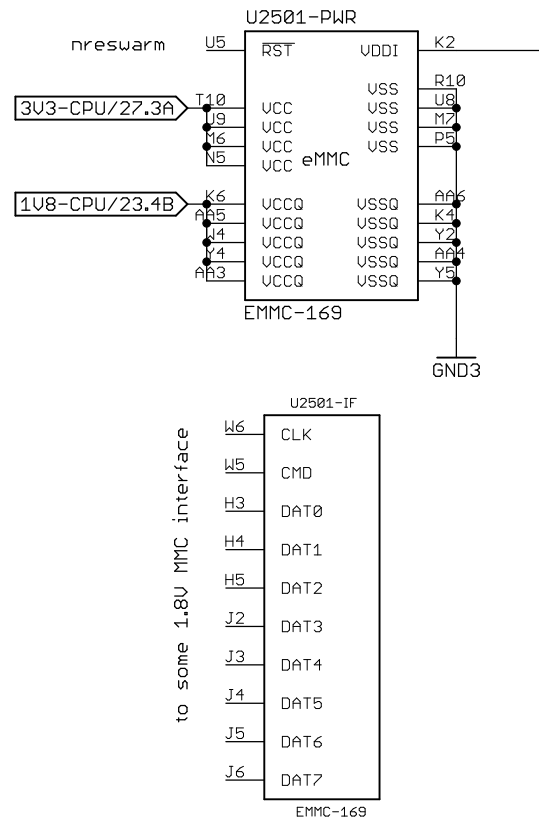 U2501-PWR
nreswarm U5 RST VDDI K2
VSS R10
3V3-CPU/27.3A T10 VCC VSS U8
U9 VCC VSS M7
M6 VCC VSS P5
N5 VCC eMMC
1V8-CPU/23.4B K6 VCCQ VSSQ AA6
AA5 VCCQ VSSQ K4
W4 VCCQ VSSQ Y2
Y4 VCCQ VSSQ AA4
AA3 VCCQ VSSQ Y5
EMMC-169
GND3
U2501-IF
to some 1.8V MMC interface
W6 CLK
W5 CMD
H3 DAT0
H4 DAT1
H5 DAT2
J2 DAT3
J3 DAT4
J4 DAT5
J5 DAT6
J6 DAT7
EMMC-169